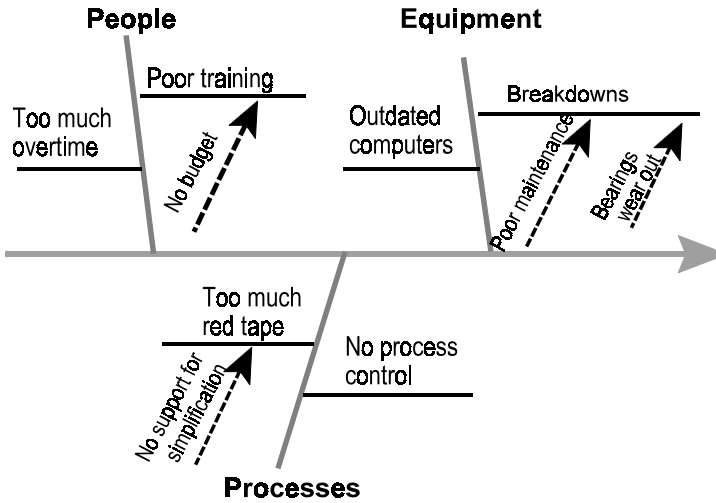 People
Equipment
Poor training
Too much
overtime
No budget
Breakdowns
Outdated
computers
Poor maintenance
Bearings
wear out
Too much
red tape
No support for
simplification
No process
control
Processes